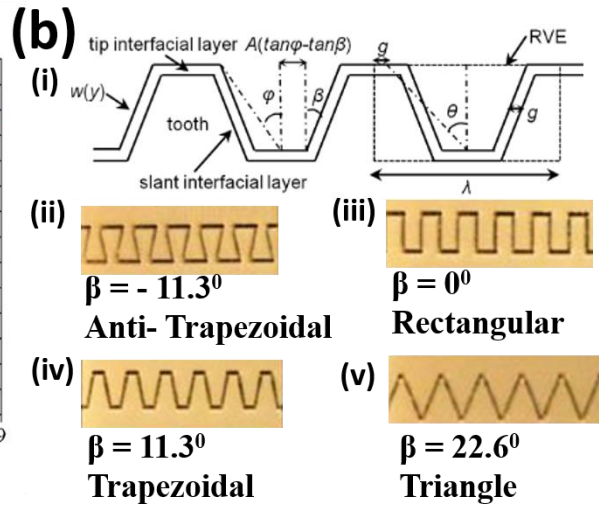 (b)
tip interfacial layer A(tanφ-tanβ) g RVE
(i)
w(y) φ β θ g
tooth
slant interfacial layer
λ
(ii) (iii)
β = - 11.3⁰ β = 0⁰
Anti- Trapezoidal Rectangular
(iv) (v)
β = 11.3⁰ β = 22.6⁰
Trapezoidal Triangle